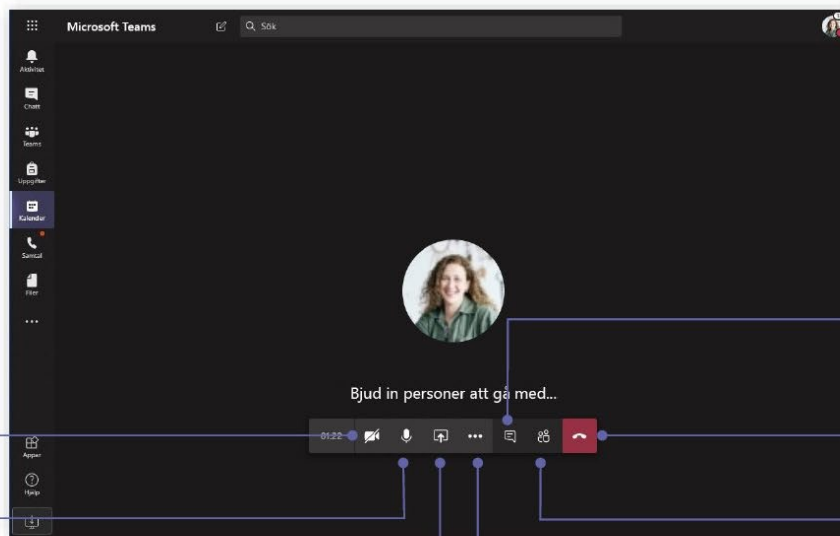 Microsoft Teams
Sök
Aktivitet
Chatt
Teams
Uppgifter
Kalender
Samtal
Filer
Bjud in personer att gå med...
01:22
Appar
Hjälp